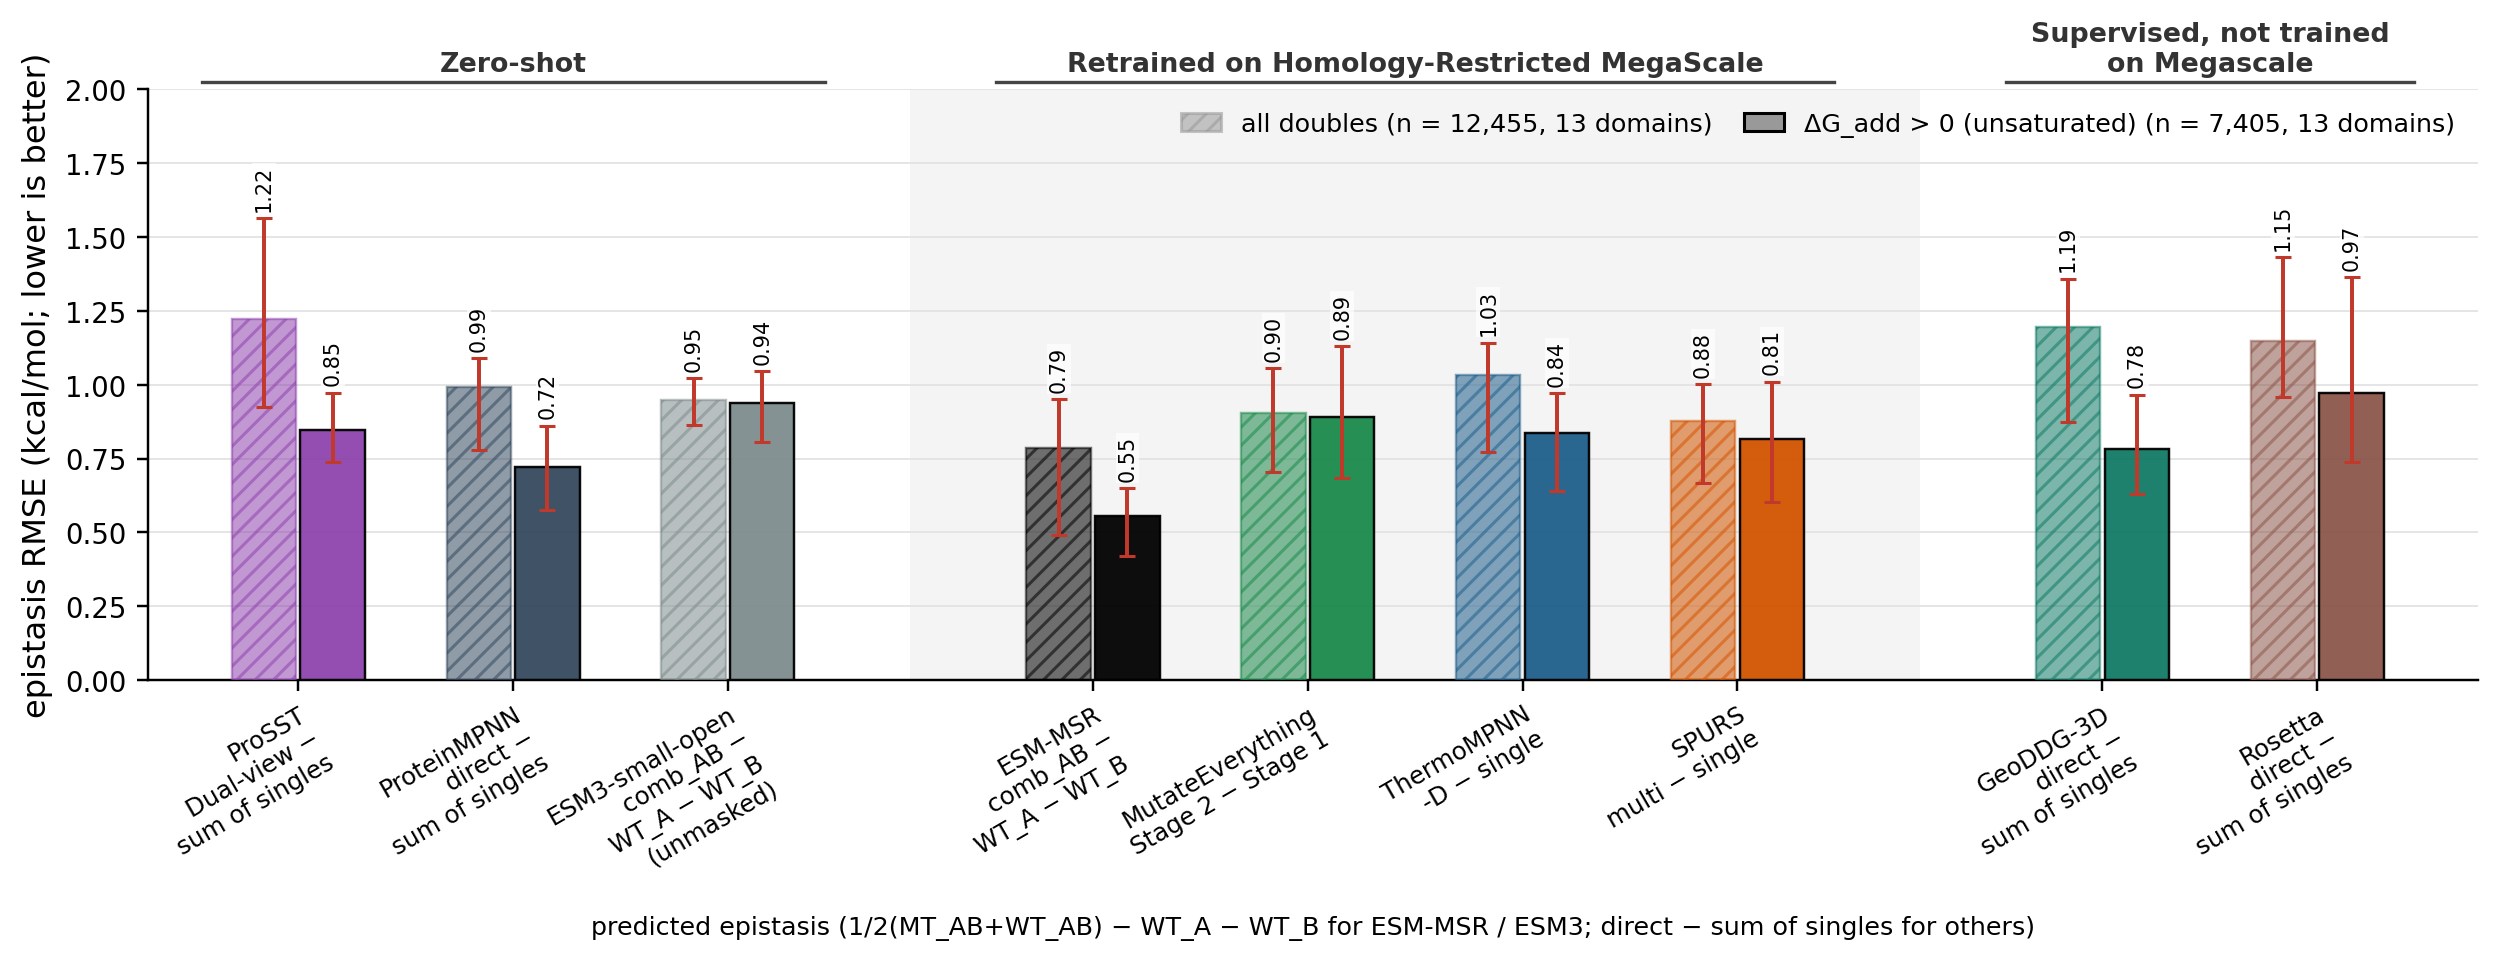 Zero-shot
Retrained on Homology-Restricted MegaScale
Supervised, not trained
on Megascale
epistasis RMSE (kcal/mol; lower is better)
2.00
1.75
1.50
1.25
1.00
0.75
0.50
0.25
0.00
all doubles (n = 12,455, 13 domains)
ΔG_add > 0 (unsaturated) (n = 7,405, 13 domains)
1.22
0.85
0.99
0.72
0.95
0.94
0.79
0.55
0.90
0.89
1.03
0.84
0.88
0.81
1.19
0.78
1.15
0.97
ProSST
Dual-view −
sum of singles
ProteinMPNN
direct −
sum of singles
ESM3-small-open
comb_AB −
WT_A − WT_B
(unmasked)
ESM-MSR
comb_AB −
WT_A − WT_B
MutateEverything
Stage 2 − Stage 1
ThermoMPNN
-D − single
SPURS
multi − single
GeoDDG-3D
direct −
sum of singles
Rosetta
direct −
sum of singles
predicted epistasis (1/2(MT_AB+WT_AB) − WT_A − WT_B for ESM-MSR / ESM3; direct − sum of singles for others)